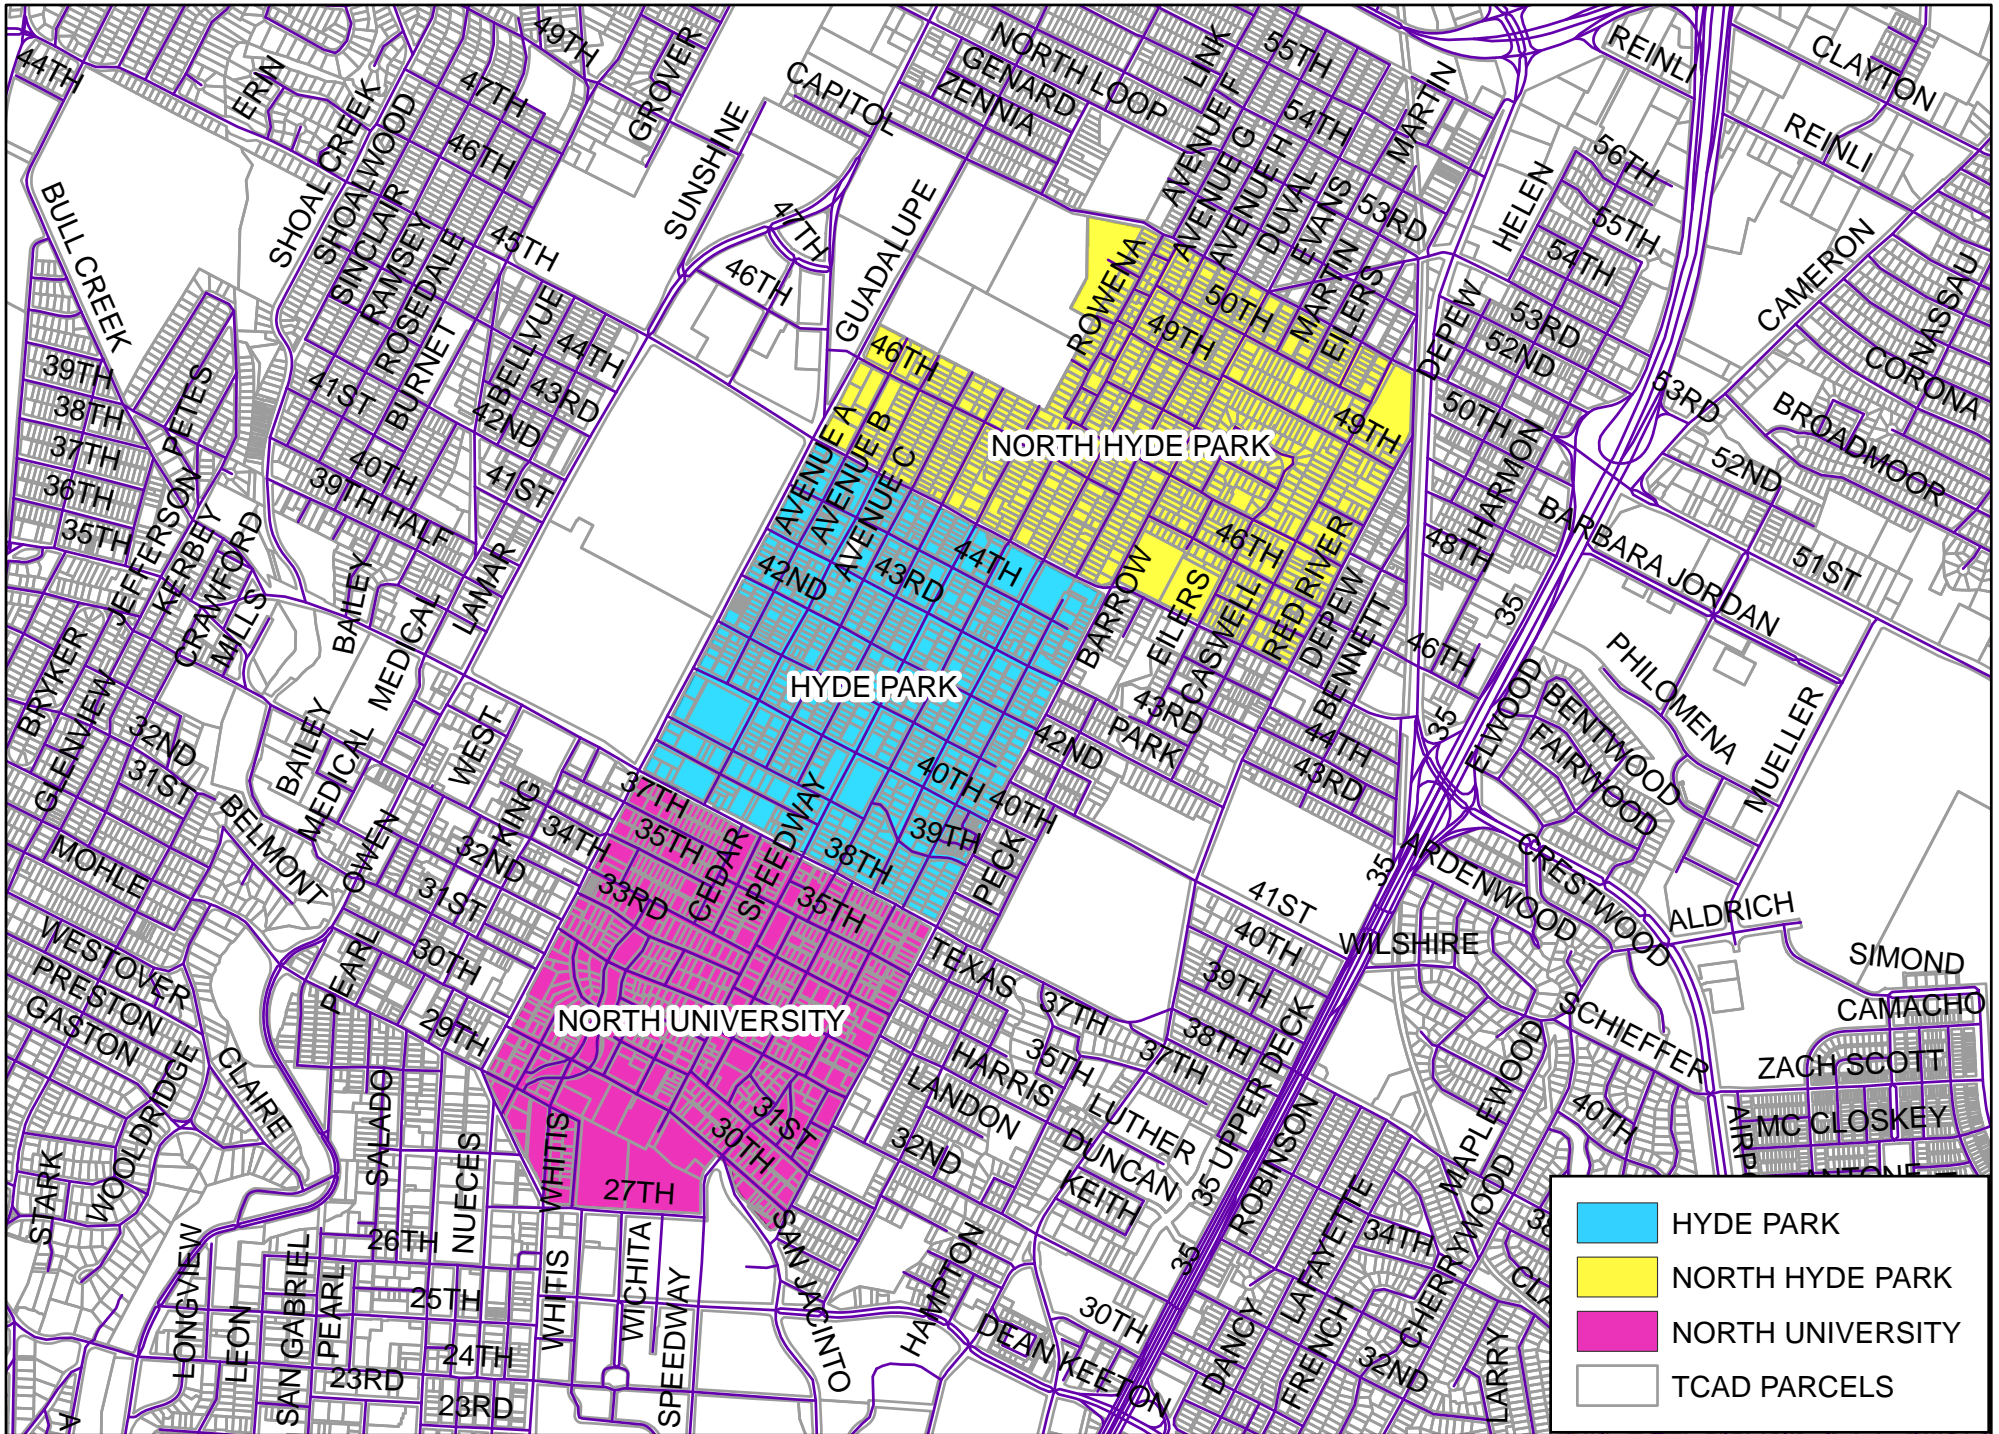 44TH
ERIN
49TH
47TH
46TH
GROVER
SUNSHINE
CAPITOL
NORTH LOOP
GENARD
ZENNIA
LINK
55TH
54TH
53RD
MARTIN
REINLI
CLAYTON
REINLI
56TH
55TH
54TH
HELEN
CAMERON
SHOAL CREEK
SHOALWOOD
SINCLAIR
RAMSEY
ROSEDALE
BURNET
45TH
BELLVUE
44TH
43RD
42ND
41ST
41ST
40TH
39TH HALF
BULL CREEK
39TH
38TH
37TH
36TH
35TH
PETES
JEFFERSON
KERBEY
CRAWFORD
MILLS
47TH
46TH
GUADALUPE
AVENUE F
AVENUE G
AVENUE H
DUVAL
EVANS
MARTIN
EILERS
ROWENA
50TH
49TH
46TH
49TH
NORTH HYDE PARK
DEPEW
53RD
52ND
50TH
HARMON
48TH
53RD
CONASSAU
CORONA
BROADMOOR
52ND
51ST
BARBARA JORDAN
AVENUE A
AVENUE B
AVENUE C
42ND
43RD
44TH
BARROW
EILERS
CASWELL
46TH
RED RIVER
DEPEW
BENNETT
46TH
35
35
HYDE PARK
BAILEY
MEDICAL
LAMAR
BRYKER
GLENVIEW
32ND
31ST
BAILEY
MEDICAL
WEST
BELMONT
OWEN
KING
34TH
32ND
31ST
30TH
29TH
PEARL
MOHLE
WESTOVER
PRESTON
GASTON
WOOLDRIDGE
CLAIRE
STARK
37TH
35TH
33RD
CEDAR
SPEEDWAY
38TH
35TH
39TH
40TH
40TH
PECK
42ND
PARK
43RD
44TH
43RD
ELWOOD
BENTWOOD
FAIRWOOD
PHILOMENA
MUELLER
ARDENWOOD
CRESTWOOD
ALDRICH
WILSHIRE
35
41ST
40TH
39TH
38TH
37TH
37TH
35TH
TEXAS
HARRIS
LANDON
32ND
LUTHER
DUNCAN
KEITH
35 UPPER DECK
NORTH UNIVERSITY
31ST
30TH
27TH
WHITIS
SALADO
NUECES
26TH
25TH
24TH
23RD
23RD
LONGVIEW
LEON
SAN GABRIEL
PEARL
WHITIS
WICHITA
SPEEDWAY
SAN JACINTO
HAMPTON
DEAN KEETON
30TH
35
ROBINSON
DANCY
LAFAYETTE
FRENCH
34TH
32ND
CHERRYWOOD
MAPLEWOOD
LARRY
SCHIEFFER
40TH
SIMOND
CAMACHO
ZACH SCOTT
MC CLOSKEY
HYDE PARK
NORTH HYDE PARK
NORTH UNIVERSITY
TCAD PARCELS